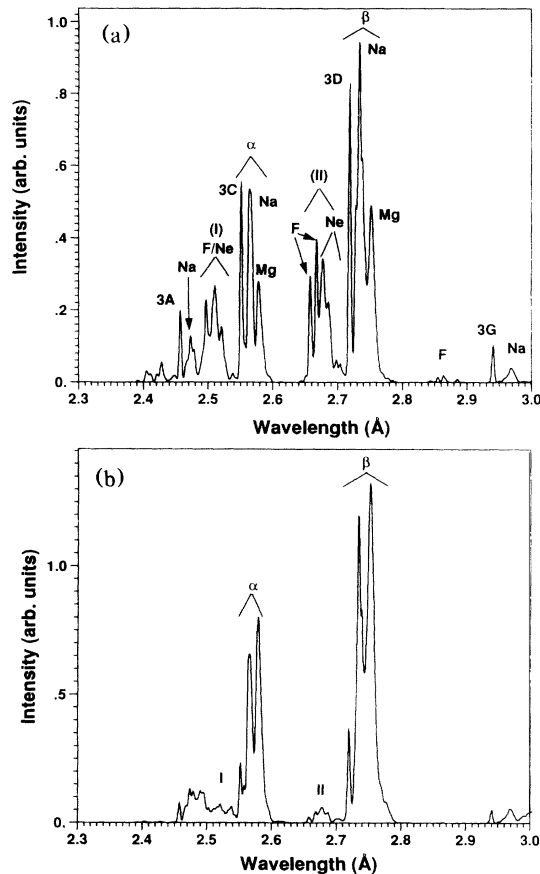 (a)
β
Na
3D
α
(II)
3C
Na
Mg
F
Ne
(I)
F/Ne
Na
3A
Mg
3G
F
Na
1.0
.8
.6
.4
.2
0.
Intensity (arb. units)
2.3 2.4 2.5 2.6 2.7 2.8 2.9 3.0
Wavelength (Å)
(b)
β
α
I
II
1.0
.5
0.
Intensity (arb. units)
2.3 2.4 2.5 2.6 2.7 2.8 2.9 3.0
Wavelength (Å)